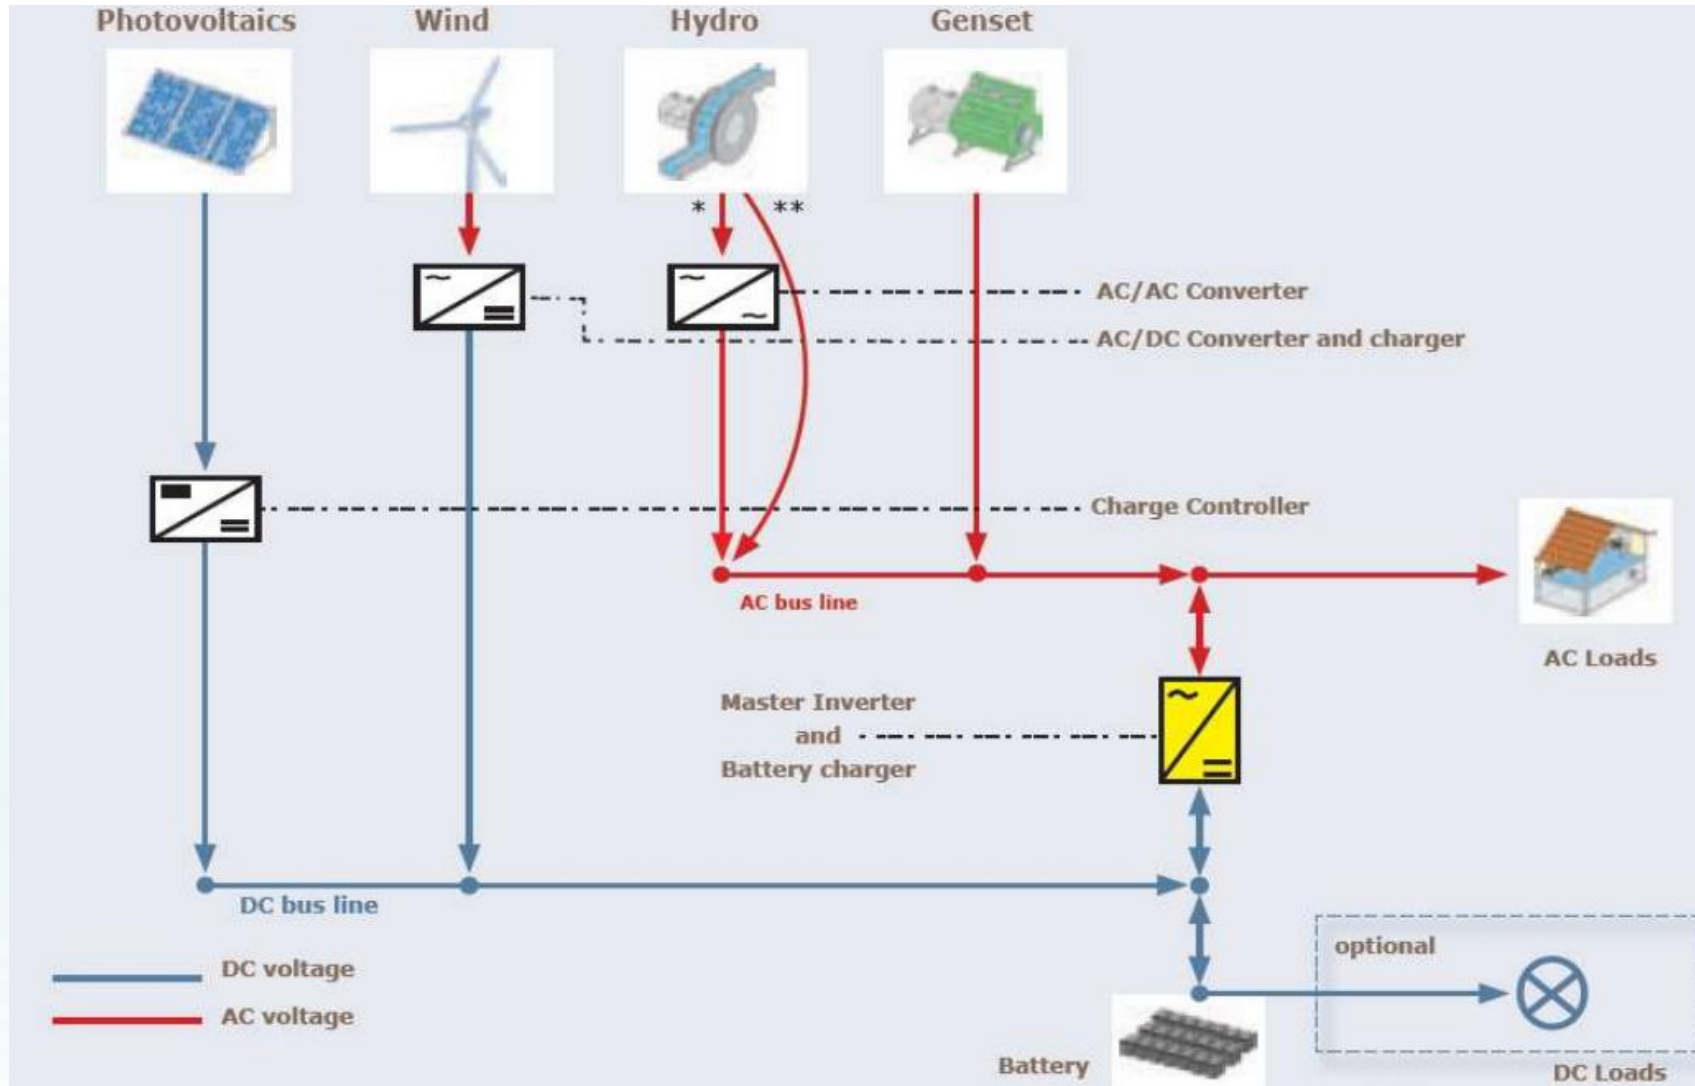 Photovoltaics
Wind
Hydro
Genset
*
**
AC/AC Converter
AC/DC Converter and charger
Charge Controller
AC bus line
AC Loads
Master Inverter
and
Battery charger
DC bus line
DC voltage
AC voltage
optional
Battery
DC Loads